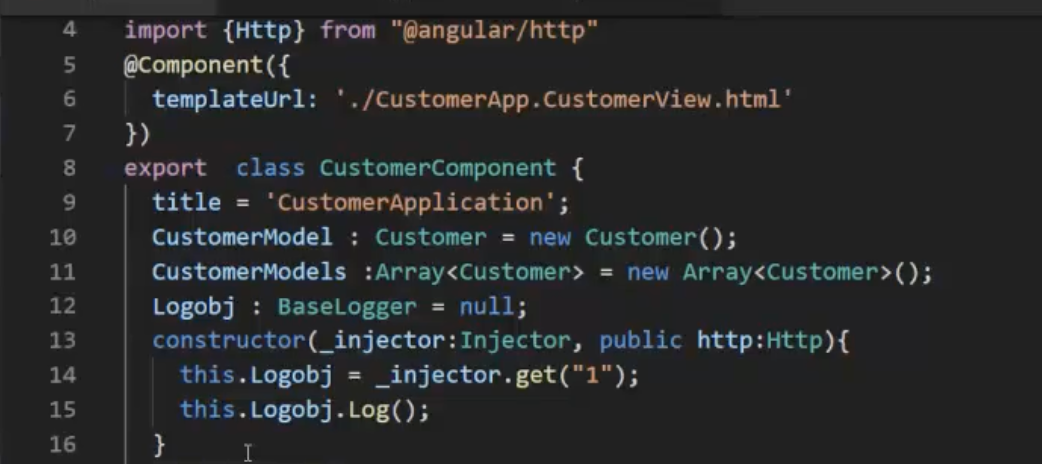 4 import {Http} from "@angular/http"
5 @Component({
6 templateUrl: './CustomerApp.CustomerView.html'
7 })
8 export  class CustomerComponent {
9 title = 'CustomerApplication';
10 CustomerModel : Customer = new Customer();
11 CustomerModels :Array<Customer> = new Array<Customer>();
12 Logobj : BaseLogger = null;
13 constructor(_injector:Injector, public http:Http){
14 this.Logobj = _injector.get("1");
15 this.Logobj.Log();
16 }